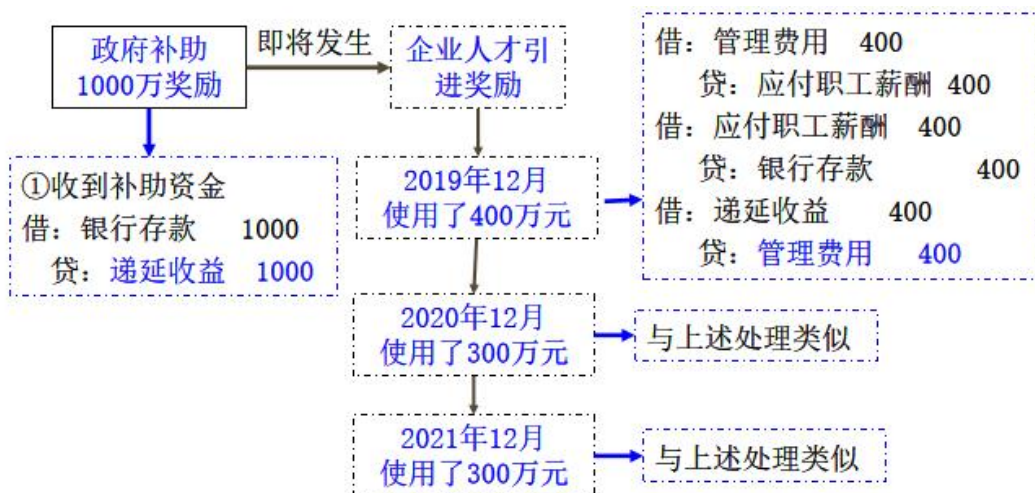 政府补助
1000万奖励
即将发生
企业人才引
进奖励
借：管理费用 400
贷：应付职工薪酬 400
借：应付职工薪酬 400
贷：银行存款 400
借：递延收益 400
贷：管理费用 400
①收到补助资金
借：银行存款 1000
贷：递延收益 1000
2019年12月
使用了400万元
2020年12月
使用了300万元
与上述处理类似
2021年12月
使用了300万元
与上述处理类似